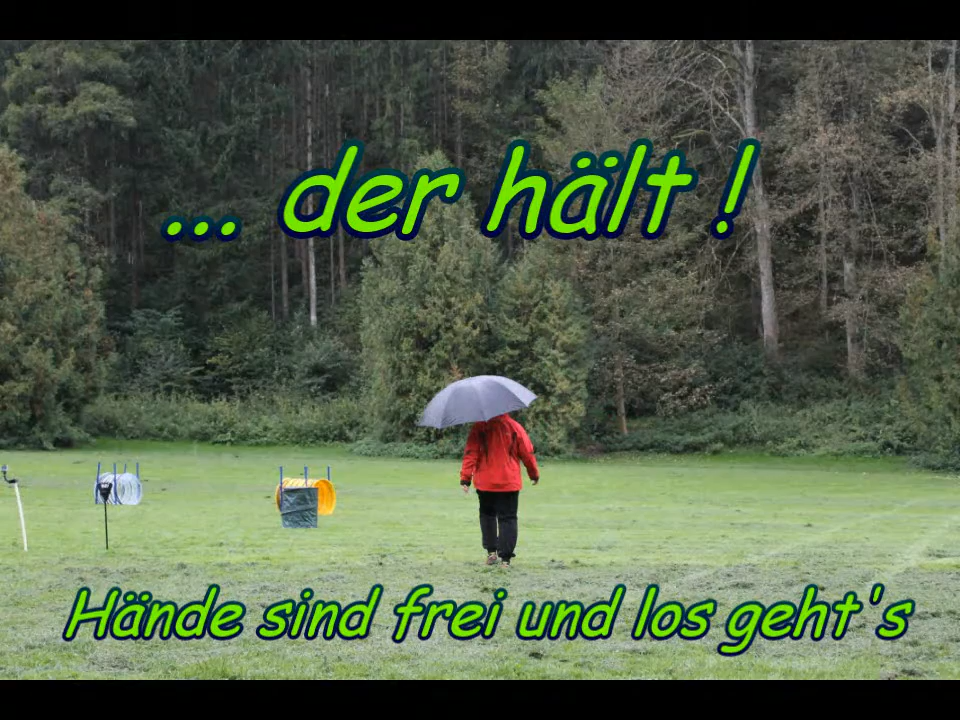 ... der hält !
Hände sind frei und los geht's